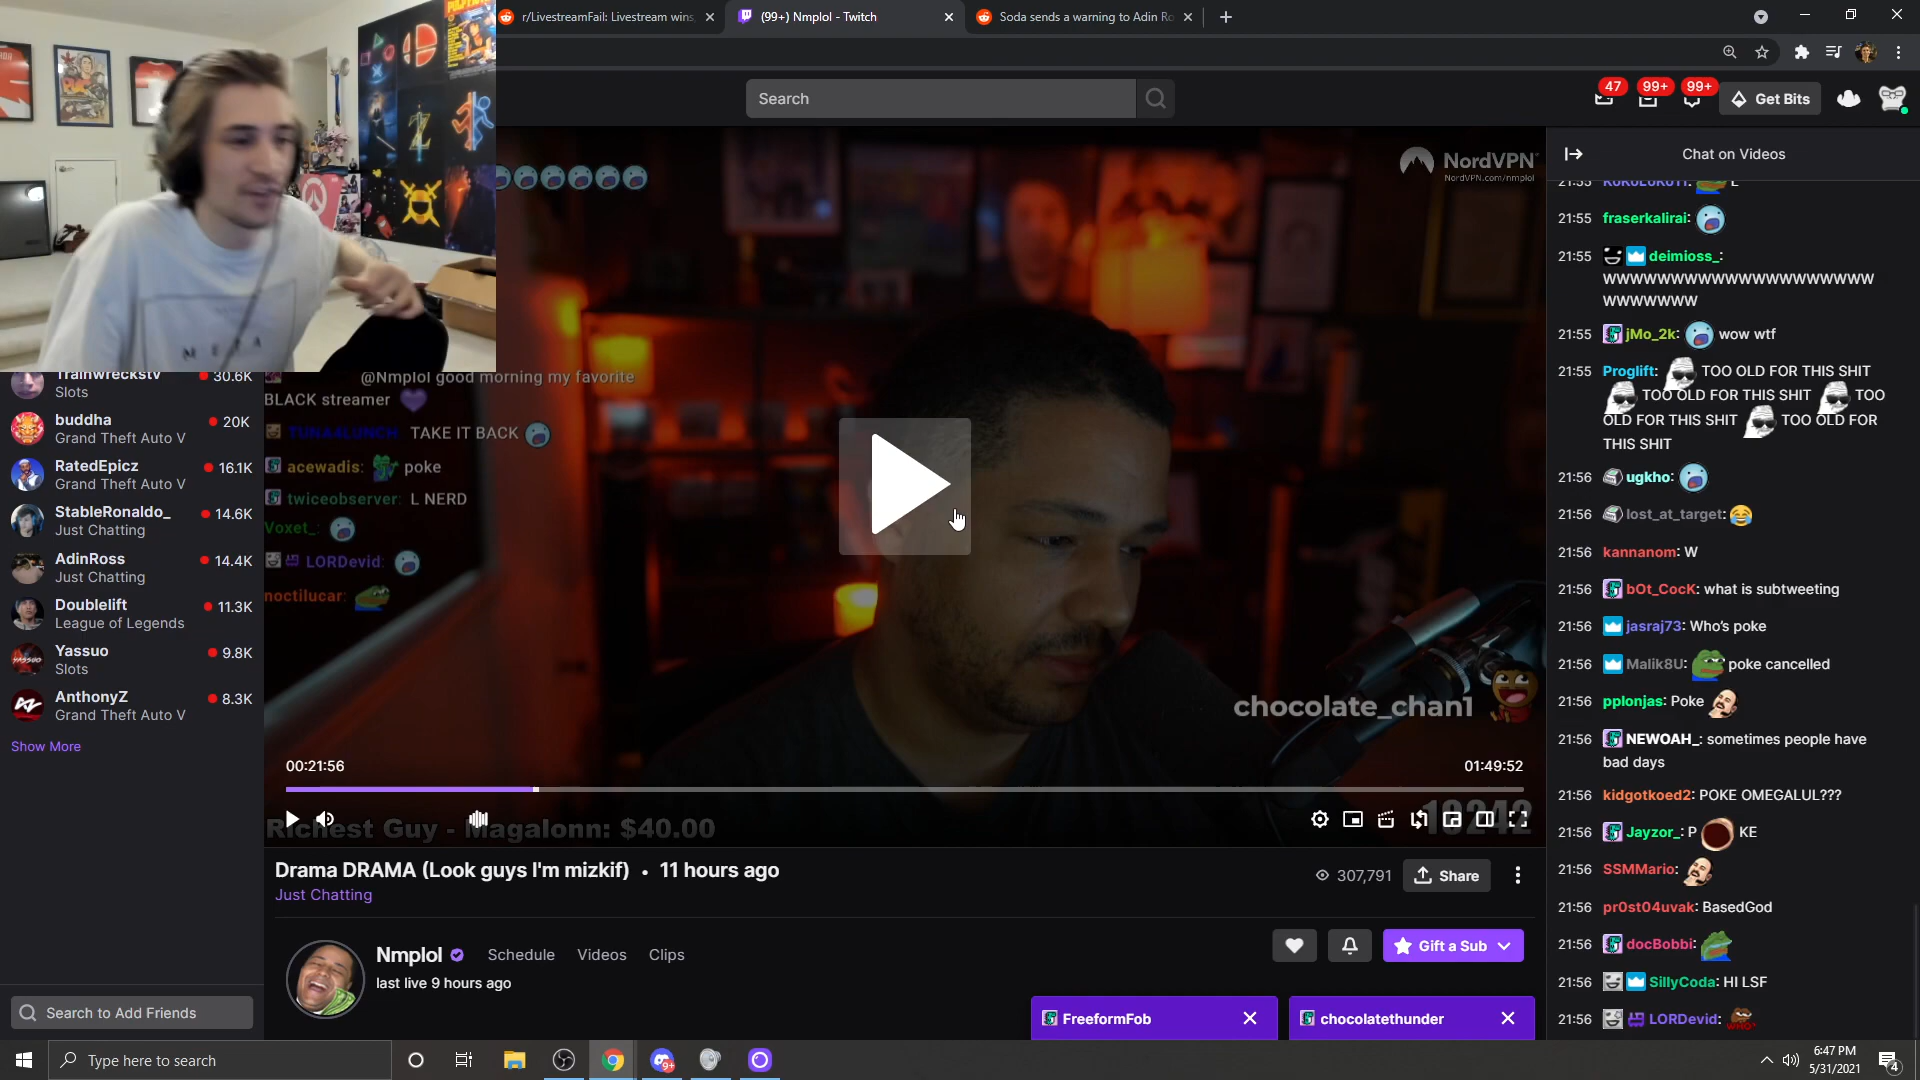 r/LivestreamFail: Livestream wins,
(99+) Nmplol - Twitch
Soda sends a warning to Adin Ro
Search
47
99+
99+
Get Bits
NordVPN
NordVPN.com/nmplol
Chat on Videos
21:55
21:55 fraserkalirai:
21:55 deimioss_:
WWWWWWWWWWWWWWWWWWWW
WWWWWWW
21:55 jMo_2k: wow wtf
21:55 Proglift: TOO OLD FOR THIS SHIT
TOO OLD FOR THIS SHIT TOO
OLD FOR THIS SHIT TOO OLD FOR
THIS SHIT
21:56 ugkho:
21:56 lost_at_target:
21:56 kannanom: W
21:56 bOt_CocK: what is subtweeting
21:56 jasraj73: Who's poke
21:56 Malik8U: poke cancelled
21:56 pplonjas: Poke
21:56 NEWOAH_: sometimes people have
bad days
21:56 kidgotkoed2: POKE OMEGALUL???
21:56 Jayzor_: P KE
21:56 SSMMario:
21:56 pr0st04uvak: BasedGod
21:56 docBobbi:
21:56 SillyCoda: HI LSF
21:56 LORDevid:
Trainwreckstv 30.6K
Slots
buddha 20K
Grand Theft Auto V
RatedEpicz 16.1K
Grand Theft Auto V
StableRonaldo_ 14.6K
Just Chatting
AdinRoss 14.4K
Just Chatting
Doublelift 11.3K
League of Legends
Yassuo 9.8K
Slots
AnthonyZ 8.3K
Grand Theft Auto V
Show More
@Nmplol good morning my favorite
BLACK streamer
TAKE IT BACK
acewadis: poke
twiceobserver: L NERD
Voxet_:
LORDevid:
noctilucar:
chocolate_chan1
00:21:56
01:49:52
Richest Guy - Magalonn: $40.00
Drama DRAMA (Look guys I'm mizkif) • 11 hours ago
Just Chatting
307,791
Share
Nmplol
Schedule
Videos
Clips
last live 9 hours ago
Gift a Sub
FreeformFob
chocolatethunder
Search to Add Friends
Type here to search
9+
6:47 PM
5/31/2021
4